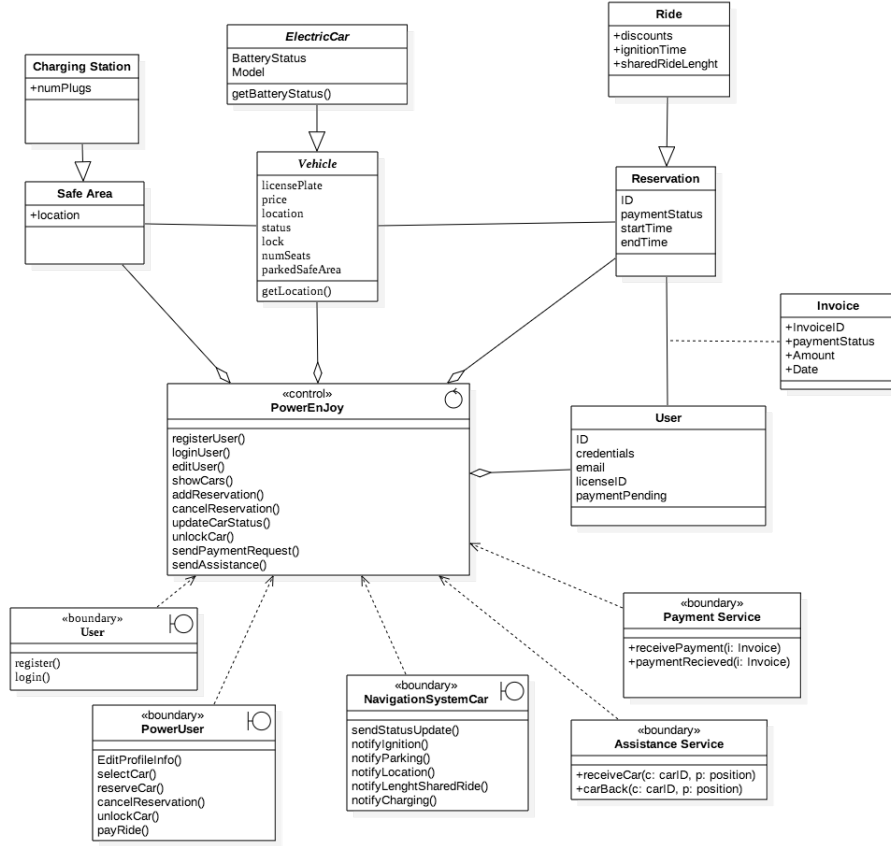 Charging Station
+numPlugs
ElectricCar
BatteryStatus
Model
getBatteryStatus()
Ride
+discounts
+ignitionTime
+sharedRideLenght
Safe Area
+location
Vehicle
licensePlate
price
location
status
lock
numSeats
parkedSafeArea
getLocation()
Reservation
ID
paymentStatus
startTime
endTime
Invoice
+InvoiceID
+paymentStatus
+Amount
+Date
«control»
PowerEnJoy
registerUser()
loginUser()
editUser()
showCars()
addReservation()
cancelReservation()
updateCarStatus()
unlockCar()
sendPaymentRequest()
sendAssistance()
User
ID
credentials
email
licenseID
paymentPending
«boundary»
User
register()
login()
«boundary»
PowerUser
EditProfileInfo()
selectCar()
reserveCar()
cancelReservation()
unlockCar()
payRide()
«boundary»
NavigationSystemCar
sendStatusUpdate()
notifyIgnition()
notifyParking()
notifyLocation()
notifyLenghtSharedRide()
notifyCharging()
«boundary»
Payment Service
+receivePayment(i: Invoice)
+paymentRecieved(i: Invoice)
«boundary»
Assistance Service
+receiveCar(c: carID, p: position)
+carBack(c: carID, p: position)